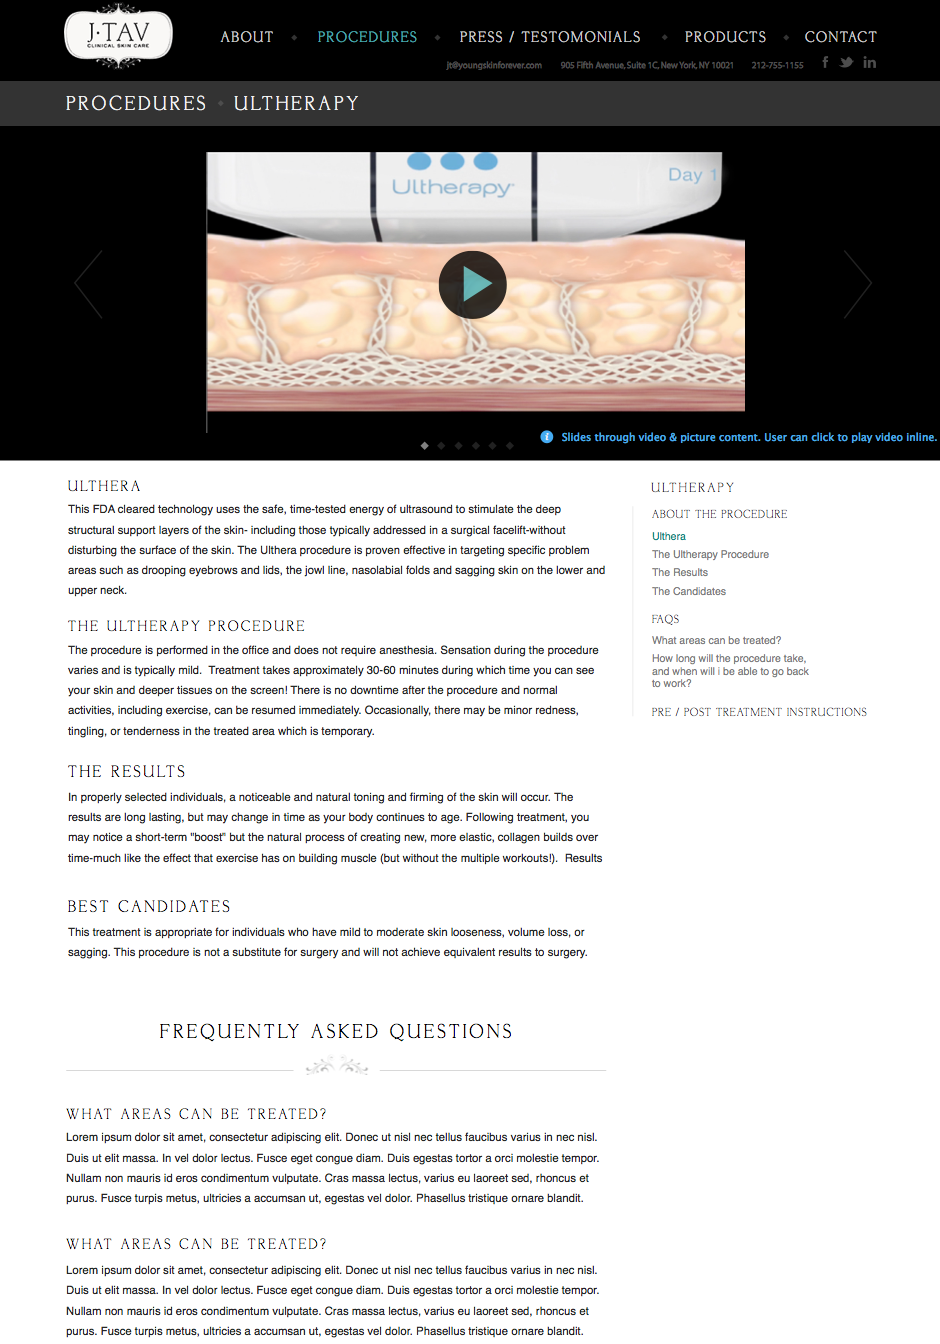 J·TAV
CLINICAL SKIN CARE
ABOUT PROCEDURES PRESS / TESTOMONIALS PRODUCTS CONTACT
jt@youngskinforever.com 905 Fifth Avenue, Suite 1C, New York, NY 10021 212-755-1155
PROCEDURES ULTHERAPY
Ultherapy
Day 1
Slides through video & picture content. User can click to play video inline.
ULTHERA
This FDA cleared technology uses the safe, time-tested energy of ultrasound to stimulate the deep
structural support layers of the skin- including those typically addressed in a surgical facelift-without
disturbing the surface of the skin. The Ulthera procedure is proven effective in targeting specific problem
areas such as drooping eyebrows and lids, the jowl line, nasolabial folds and sagging skin on the lower and
upper neck.
THE ULTHERAPY PROCEDURE
The procedure is performed in the office and does not require anesthesia. Sensation during the procedure
varies and is typically mild.  Treatment takes approximately 30-60 minutes during which time you can see
your skin and deeper tissues on the screen! There is no downtime after the procedure and normal
activities, including exercise, can be resumed immediately. Occasionally, there may be minor redness,
tingling, or tenderness in the treated area which is temporary.
THE RESULTS
In properly selected individuals, a noticeable and natural toning and firming of the skin will occur. The
results are long lasting, but may change in time as your body continues to age. Following treatment, you
may notice a short-term "boost" but the natural process of creating new, more elastic, collagen builds over
time-much like the effect that exercise has on building muscle (but without the multiple workouts!).  Results
BEST CANDIDATES
This treatment is appropriate for individuals who have mild to moderate skin looseness, volume loss, or
sagging. This procedure is not a substitute for surgery and will not achieve equivalent results to surgery.
ULTHERAPY
ABOUT THE PROCEDURE
Ulthera
The Ultherapy Procedure
The Results
The Candidates
FAQS
What areas can be treated?
How long will the procedure take,
and when will i be able to go back
to work?
PRE / POST TREATMENT INSTRUCTIONS
FREQUENTLY ASKED QUESTIONS
WHAT AREAS CAN BE TREATED?
Lorem ipsum dolor sit amet, consectetur adipiscing elit. Donec ut nisl nec tellus faucibus varius in nec nisl.
Duis ut elit massa. In vel dolor lectus. Fusce eget congue diam. Duis egestas tortor a orci molestie tempor.
Nullam non mauris id eros condimentum vulputate. Cras massa lectus, varius eu laoreet sed, rhoncus et
purus. Fusce turpis metus, ultricies a accumsan ut, egestas vel dolor. Phasellus tristique ornare blandit.
WHAT AREAS CAN BE TREATED?
Lorem ipsum dolor sit amet, consectetur adipiscing elit. Donec ut nisl nec tellus faucibus varius in nec nisl.
Duis ut elit massa. In vel dolor lectus. Fusce eget congue diam. Duis egestas tortor a orci molestie tempor.
Nullam non mauris id eros condimentum vulputate. Cras massa lectus, varius eu laoreet sed, rhoncus et
purus. Fusce turpis metus, ultricies a accumsan ut, egestas vel dolor. Phasellus tristique ornare blandit.